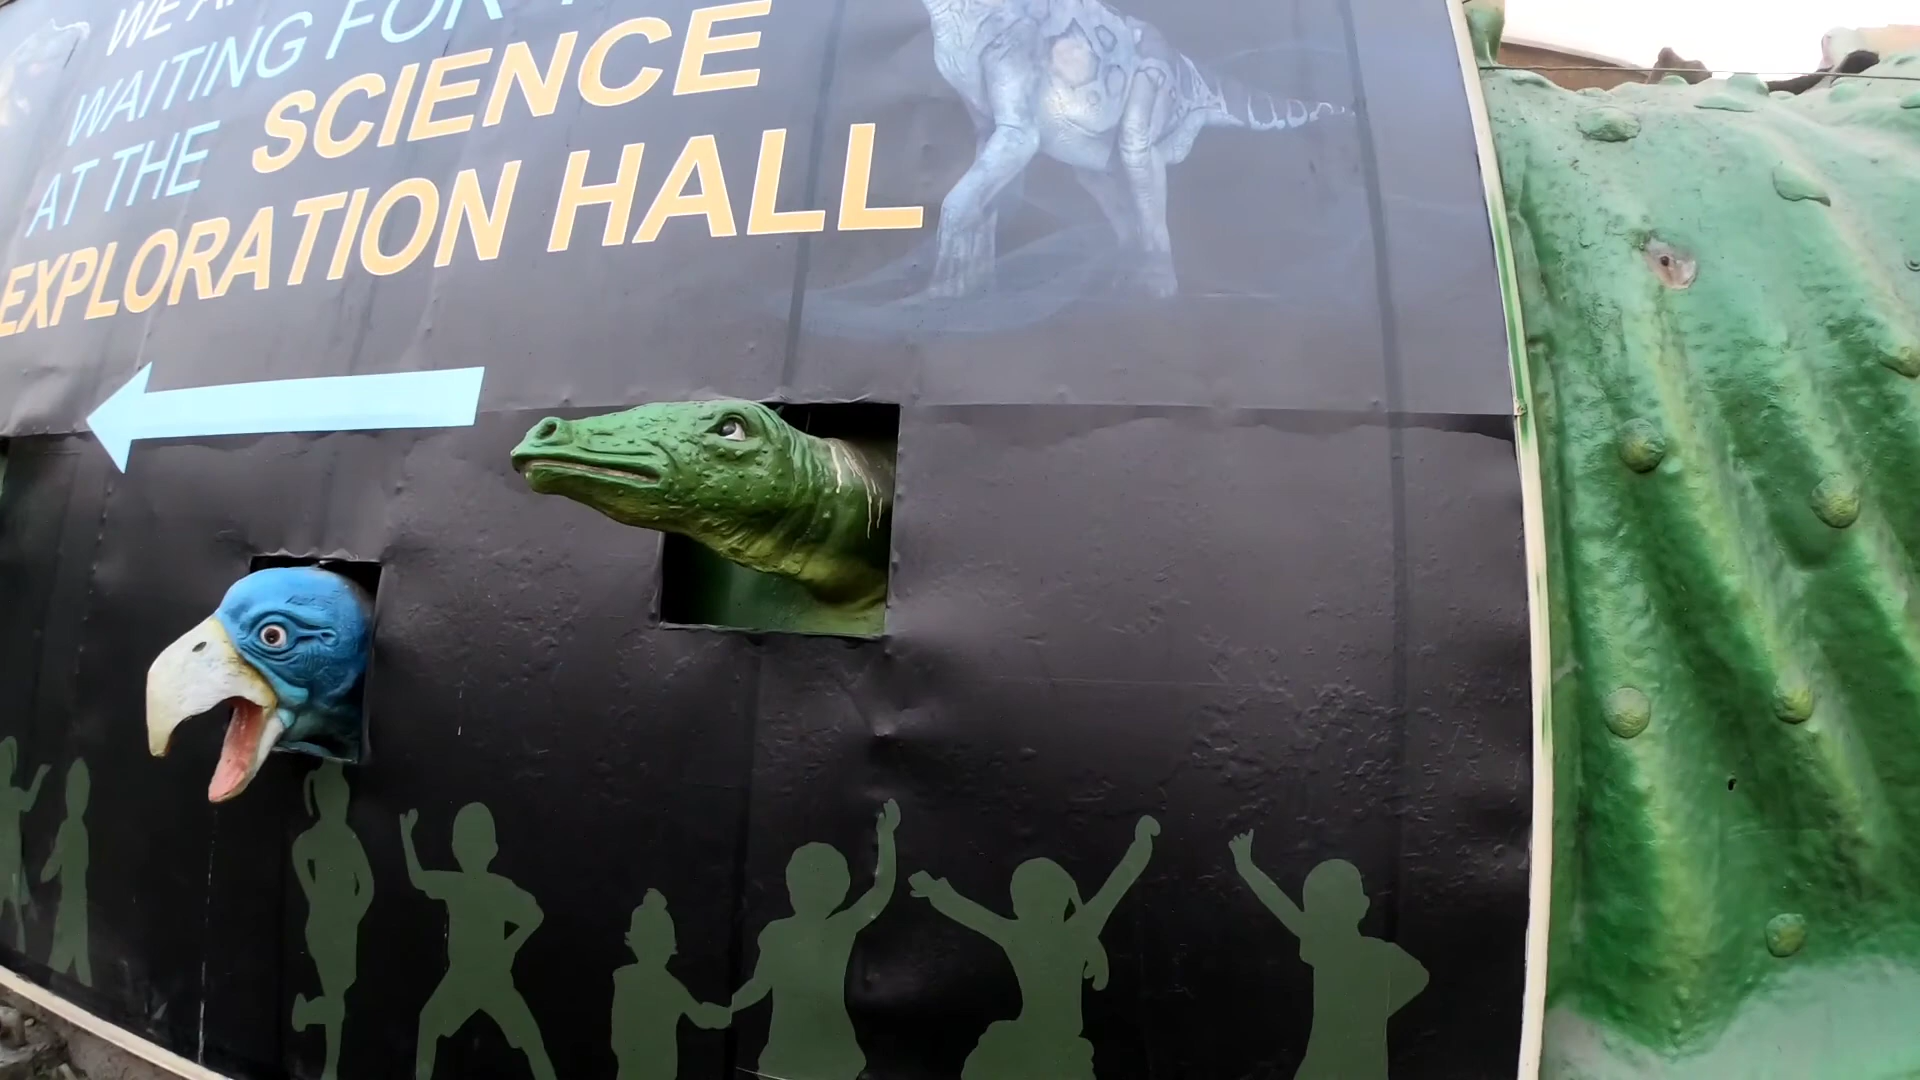 WE
WAITING FOR
AT THE SCIENCE
EXPLORATION HALL